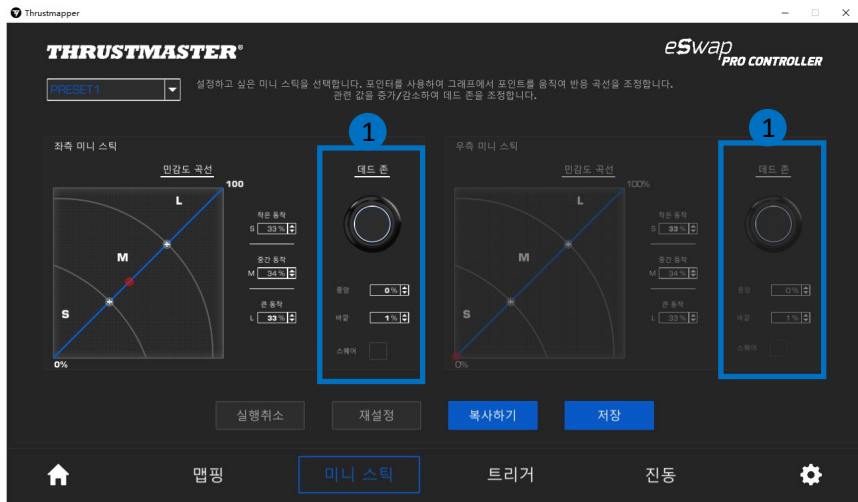 Thrustmapper
THRUSTMASTER®
eSwap
PRO CONTROLLER
PRESET1
설정하고 싶은 미니 스틱을 선택합니다. 포인터를 사용하여 그래프에서 포인트를 움직여 반응 곡선을 조정합니다.
관련 값을 증가/감소하여 데드 존을 조정합니다.
1
1
좌측 미니 스틱
민감도 곡선
100
L
M
S
0%
작은 동작
S 33%
중간 동작
M 34%
큰 동작
L 33%
데드 존
중앙 0%
바깥 1%
스퀘어
우측 미니 스틱
민감도 곡선
100%
L
M
S
0%
작은 동작
S 33%
중간 동작
M 34%
큰 동작
L 33%
데드 존
중앙 0%
바깥 1%
스퀘어
실행취소
재설정
복사하기
저장
맵핑
미니 스틱
트리거
진동